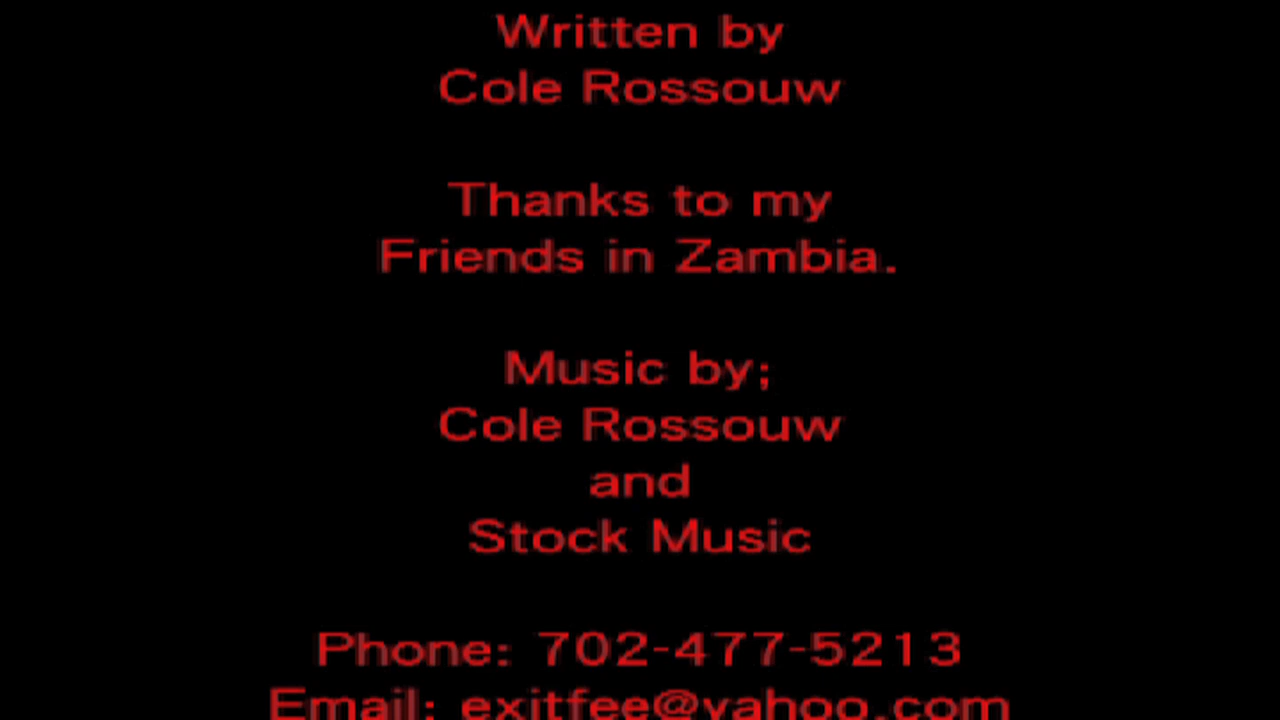 Written by
Cole Rossouw
Thanks to my
Friends in Zambia.
Music by;
Cole Rossouw
and
Stock Music
Phone: 702-477-5213
Email: exitfee@yahoo.com